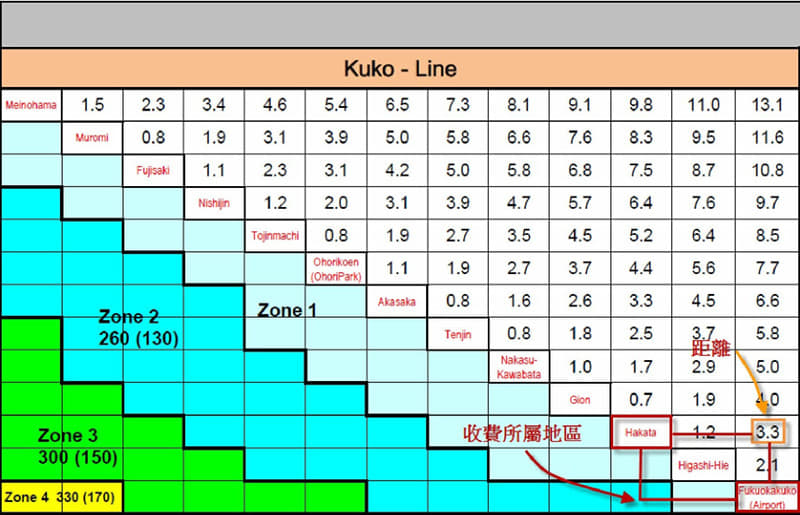 Kuko - Line
Meinohama 1.5 2.3 3.4 4.6 5.4 6.5 7.3 8.1 9.1 9.8 11.0 13.1
Muromi 0.8 1.9 3.1 3.9 5.0 5.8 6.6 7.6 8.3 9.5 11.6
Fujisaki 1.1 2.3 3.1 4.2 5.0 5.8 6.8 7.5 8.7 10.8
Nishijin 1.2 2.0 3.1 3.9 4.7 5.7 6.4 7.6 9.7
Tojinmachi 0.8 1.9 2.7 3.5 4.5 5.2 6.4 8.5
Ohorikoen
(OhoriPark) 1.1 1.9 2.7 3.7 4.4 5.6 7.7
Akasaka 0.8 1.6 2.6 3.3 4.5 6.6
Zone 1
Zone 2
260 (130)
Tenjin 0.8 1.8 2.5 3.7 5.8
距離
Nakasu-
Kawabata 1.0 1.7 2.9 5.0
Gion 0.7 1.9 4.0
收費所屬地區
Hakata 1.2 3.3
Zone 3
300 (150)
Higashi-Hie 2.1
Zone 4 330 (170)
Fukuokakuko
(Airport)